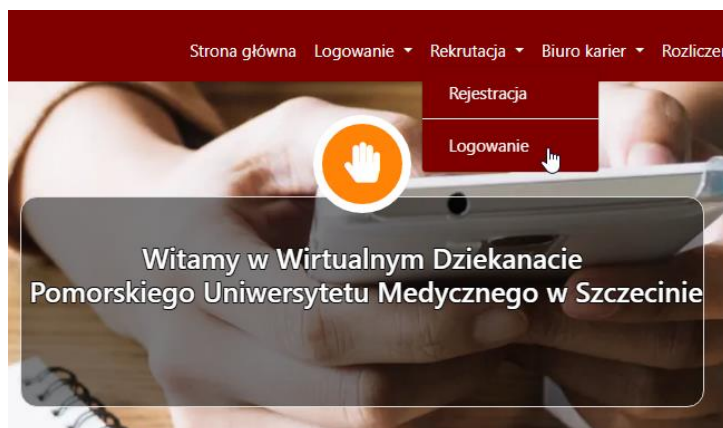 Strona główna Logowanie Rekrutacja Biuro karier
Rejestracja
Logowanie
Witamy w Wirtualnym Dziekanacie
Pomorskiego Uniwersytetu Medycznego w Szczecinie